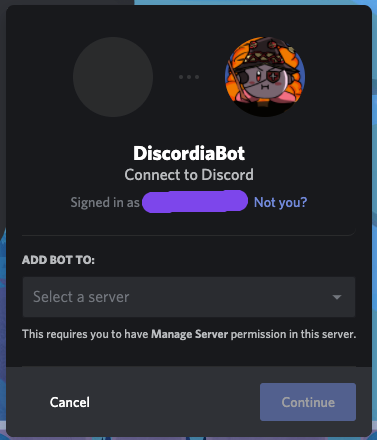 DiscordiaBot
Connect to Discord
Signed in as Not you?
ADD BOT TO:
Select a server
This requires you to have Manage Server permission in this server.
Cancel Continue